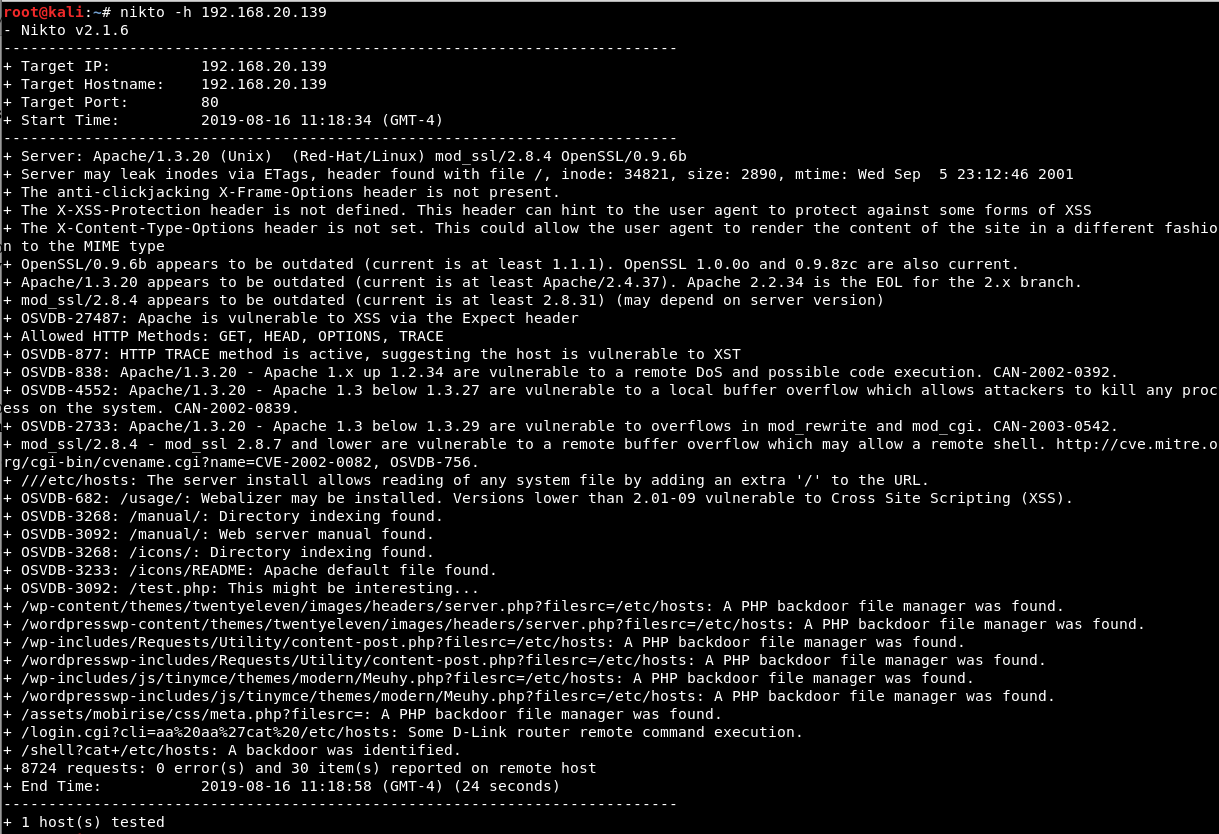 root@kali:~# nikto -h 192.168.20.139
- Nikto v2.1.6
---------------------------------------------------------------------------
+ Target IP:          192.168.20.139
+ Target Hostname:    192.168.20.139
+ Target Port:        80
+ Start Time:         2019-08-16 11:18:34 (GMT-4)
---------------------------------------------------------------------------
+ Server: Apache/1.3.20 (Unix)  (Red-Hat/Linux) mod_ssl/2.8.4 OpenSSL/0.9.6b
+ Server may leak inodes via ETags, header found with file /, inode: 34821, size: 2890, mtime: Wed Sep  5 23:12:46 2001
+ The anti-clickjacking X-Frame-Options header is not present.
+ The X-XSS-Protection header is not defined. This header can hint to the user agent to protect against some forms of XSS
+ The X-Content-Type-Options header is not set. This could allow the user agent to render the content of the site in a different fashio
n to the MIME type
+ OpenSSL/0.9.6b appears to be outdated (current is at least 1.1.1). OpenSSL 1.0.0o and 0.9.8zc are also current.
+ Apache/1.3.20 appears to be outdated (current is at least Apache/2.4.37). Apache 2.2.34 is the EOL for the 2.x branch.
+ mod_ssl/2.8.4 appears to be outdated (current is at least 2.8.31) (may depend on server version)
+ OSVDB-27487: Apache is vulnerable to XSS via the Expect header
+ Allowed HTTP Methods: GET, HEAD, OPTIONS, TRACE
+ OSVDB-877: HTTP TRACE method is active, suggesting the host is vulnerable to XST
+ OSVDB-838: Apache/1.3.20 - Apache 1.x up 1.2.34 are vulnerable to a remote DoS and possible code execution. CAN-2002-0392.
+ OSVDB-4552: Apache/1.3.20 - Apache 1.3 below 1.3.27 are vulnerable to a local buffer overflow which allows attackers to kill any proc
ess on the system. CAN-2002-0839.
+ OSVDB-2733: Apache/1.3.20 - Apache 1.3 below 1.3.29 are vulnerable to overflows in mod_rewrite and mod_cgi. CAN-2003-0542.
+ mod_ssl/2.8.4 - mod_ssl 2.8.7 and lower are vulnerable to a remote buffer overflow which may allow a remote shell. http://cve.mitre.o
rg/cgi-bin/cvename.cgi?name=CVE-2002-0082, OSVDB-756.
+ ///etc/hosts: The server install allows reading of any system file by adding an extra '/' to the URL.
+ OSVDB-682: /usage/: Webalizer may be installed. Versions lower than 2.01-09 vulnerable to Cross Site Scripting (XSS).
+ OSVDB-3268: /manual/: Directory indexing found.
+ OSVDB-3092: /manual/: Web server manual found.
+ OSVDB-3268: /icons/: Directory indexing found.
+ OSVDB-3233: /icons/README: Apache default file found.
+ OSVDB-3092: /test.php: This might be interesting...
+ /wp-content/themes/twentyeleven/images/headers/server.php?filesrc=/etc/hosts: A PHP backdoor file manager was found.
+ /wordpresswp-content/themes/twentyeleven/images/headers/server.php?filesrc=/etc/hosts: A PHP backdoor file manager was found.
+ /wp-includes/Requests/Utility/content-post.php?filesrc=/etc/hosts: A PHP backdoor file manager was found.
+ /wordpresswp-includes/Requests/Utility/content-post.php?filesrc=/etc/hosts: A PHP backdoor file manager was found.
+ /wp-includes/js/tinymce/themes/modern/Meuhy.php?filesrc=/etc/hosts: A PHP backdoor file manager was found.
+ /wordpresswp-includes/js/tinymce/themes/modern/Meuhy.php?filesrc=/etc/hosts: A PHP backdoor file manager was found.
+ /assets/mobirise/css/meta.php?filesrc=: A PHP backdoor file manager was found.
+ /login.cgi?cli=aa%20aa%27cat%20/etc/hosts: Some D-Link router remote command execution.
+ /shell?cat+/etc/hosts: A backdoor was identified.
+ 8724 requests: 0 error(s) and 30 item(s) reported on remote host
+ End Time:           2019-08-16 11:18:58 (GMT-4) (24 seconds)
---------------------------------------------------------------------------
+ 1 host(s) tested